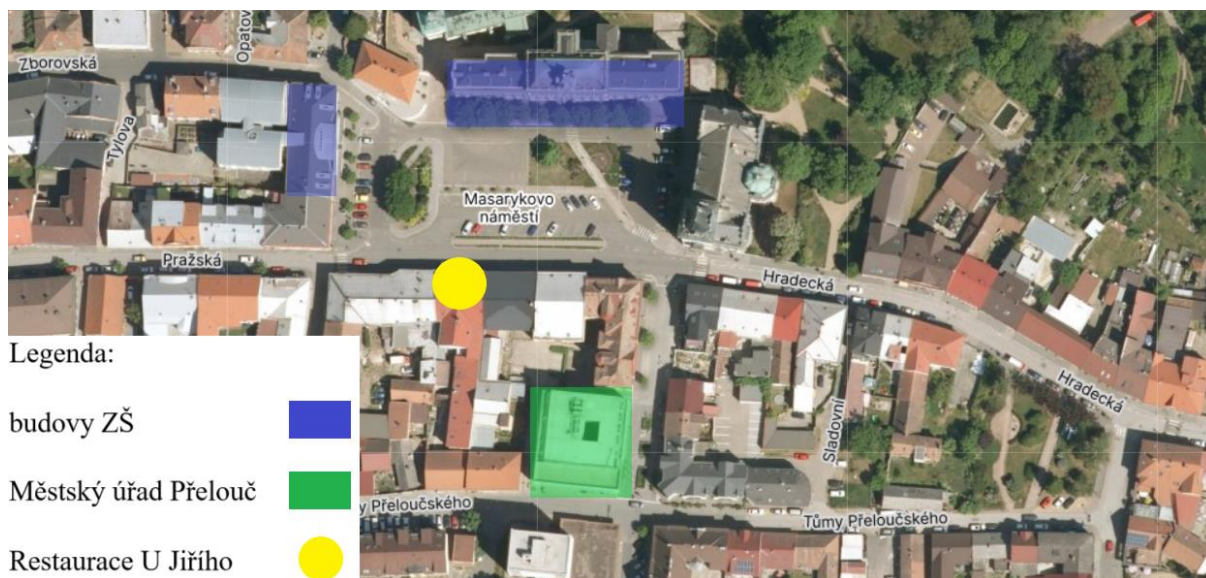 Opatov
Zborovská
Tylova
Masarykovo
náměstí
Pražská
Hradecká
Hradecká
Sladovní
y Přeloučského
Tůmy Přeloučského
Legenda:
budovy ZŠ
Městský úřad Přelouč
Restaurace U Jiřího